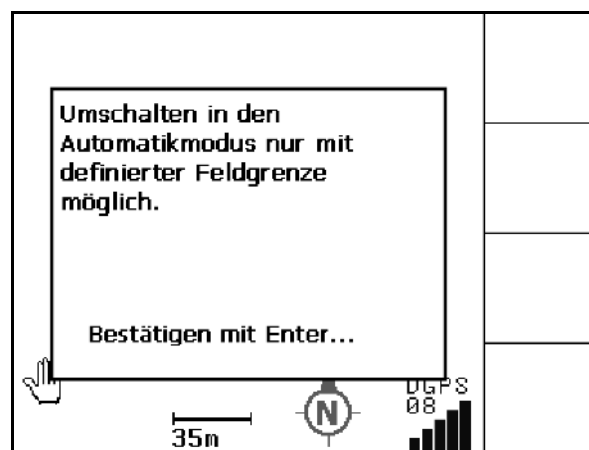 Umschalten in den
Automatikmodus nur mit
definierter Feldgrenze
möglich.
Bestätigen mit Enter...
DGPS
08
N
35m